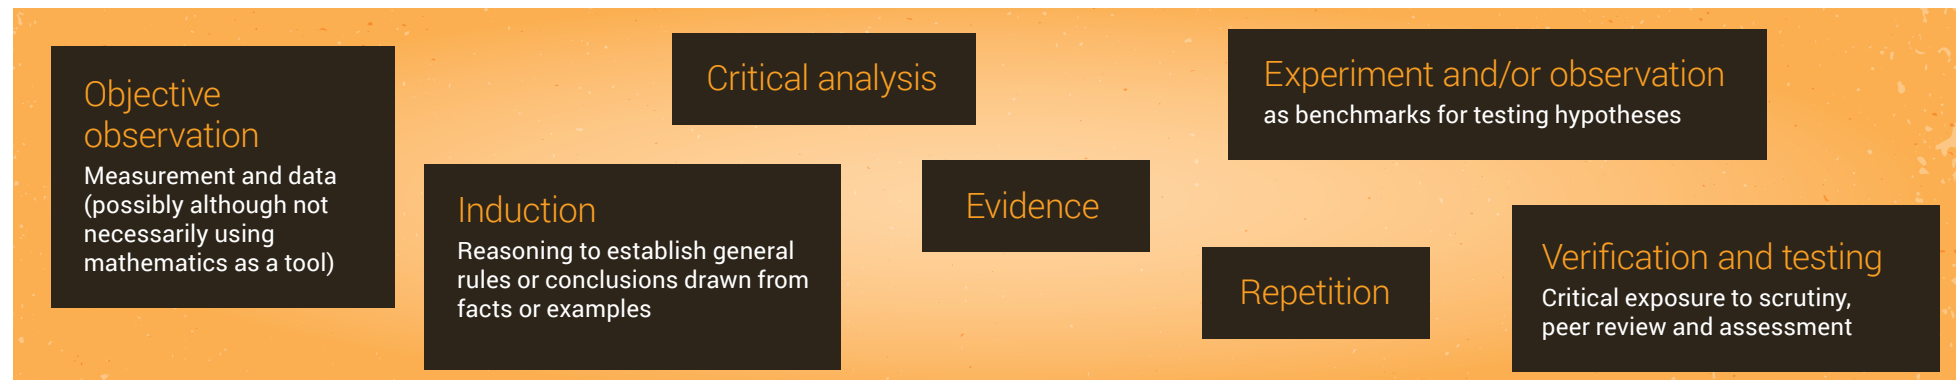 Objective
observation
Measurement and data
(possibly although not
necessarily using
mathematics as a tool)
Critical analysis
Induction
Reasoning to establish general
rules or conclusions drawn from
facts or examples
Evidence
Experiment and/or observation
as benchmarks for testing hypotheses
Repetition
Verification and testing
Critical exposure to scrutiny,
peer review and assessment